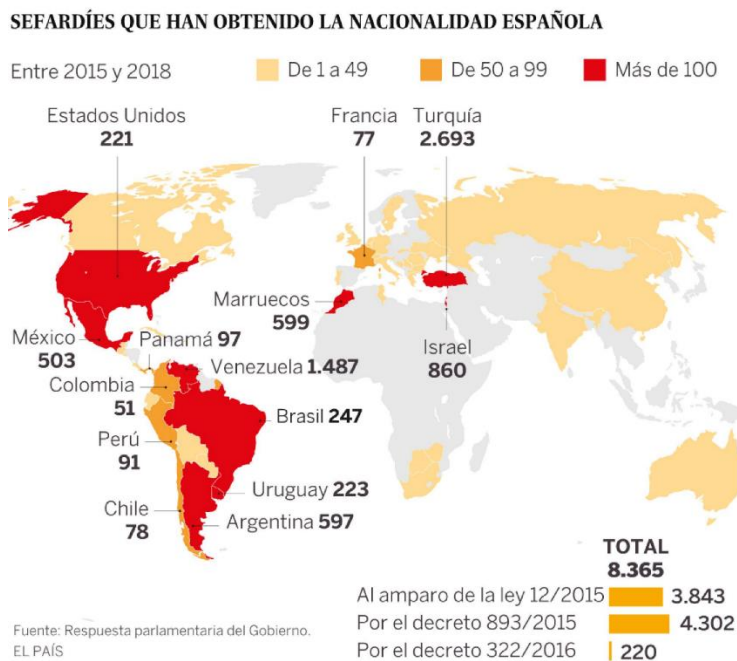 SEFARDÍES QUE HAN OBTENIDO LA NACIONALIDAD ESPAÑOLA
Entre 2015 y 2018
De 1 a 49
De 50 a 99
Más de 100
Estados Unidos
221
Francia
77
Turquía
2.693
Marruecos
599
Israel
860
México
503
Panamá 97
Venezuela 1.487
Colombia
51
Brasil 247
Perú
91
Uruguay 223
Chile
78
Argentina 597
TOTAL
8.365
Al amparo de la ley 12/2015 3.843
Por el decreto 893/2015 4.302
Por el decreto 322/2016 220
Fuente: Respuesta parlamentaria del Gobierno.
EL PAÍS